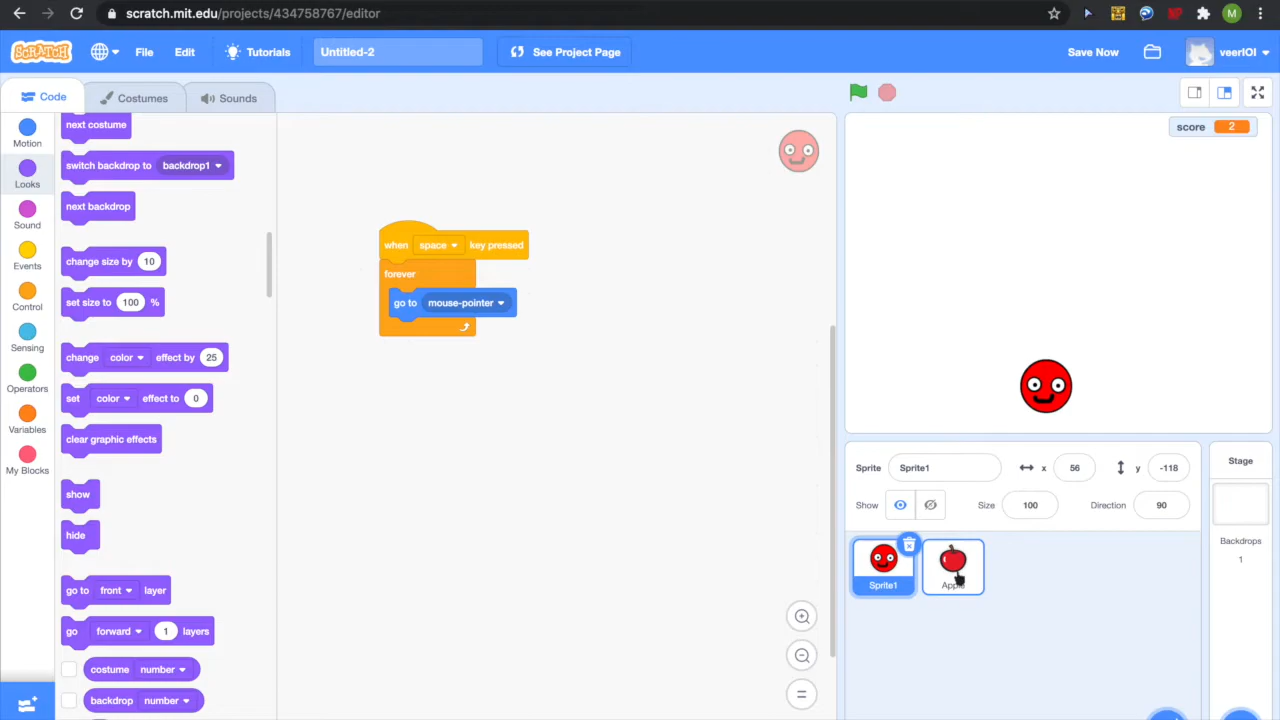 scratch.mit.edu/projects/434758767/editor
M
SCRATCH
File
Edit
Tutorials
Untitled-2
See Project Page
Save Now
veerIOI
Code
Costumes
Sounds
Motion
Looks
Sound
Events
Control
Sensing
Operators
Variables
My Blocks
next costume
switch backdrop to backdrop1
next backdrop
change size by 10
set size to 100 %
change color effect by 25
set color effect to 0
clear graphic effects
show
hide
go to front layer
go forward 1 layers
costume number
backdrop number
when space key pressed
forever
go to mouse-pointer
score 2
Sprite Sprite1 x 56 y -118
Show Size 100 Direction 90
Sprite1
Stage
Backdrops
1